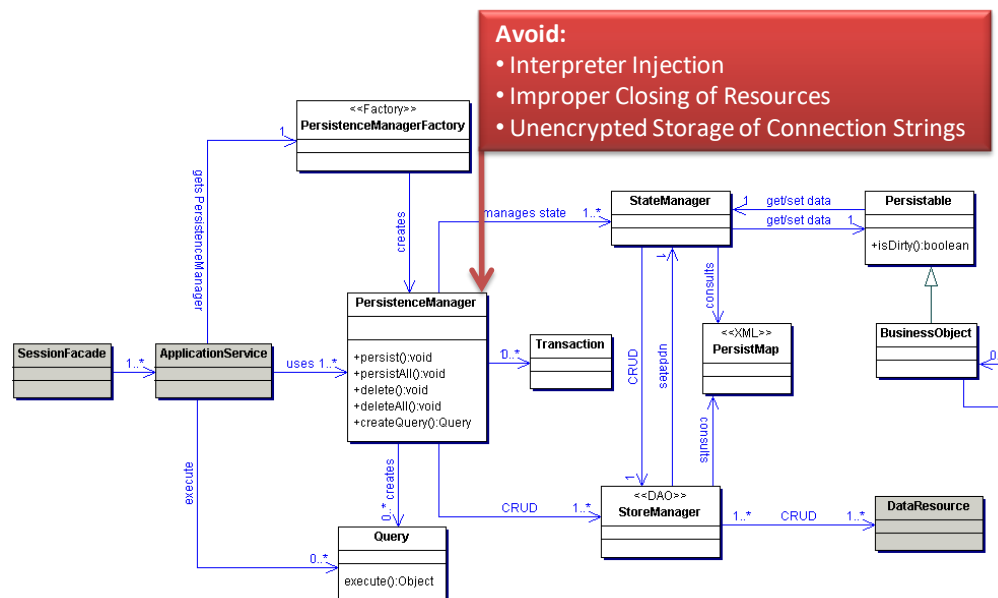 Avoid:
• Interpreter Injection
• Improper Closing of Resources
• Unencrypted Storage of Connection Strings
<<Factory>>
PersistenceManagerFactory
1
gets PersistenceManager
creates
manages state 1..*
StateManager
1 get/set data
get/set data 1
Persistable
+isDirty():boolean
PersistenceManager
+persist():void
+persistAll():void
+delete():void
+deleteAll():void
+createQuery():Query
SessionFacade
1..*
ApplicationService
uses 1..*
0..*
Transaction
CRUD
1
updates
1
consults
<<XML>>
PersistMap
consults
BusinessObject
0
execute
0..*
creates
0..*
Query
execute():Object
CRUD 1..*
<<DAO>>
StoreManager
1..* CRUD 1..*
DataResource